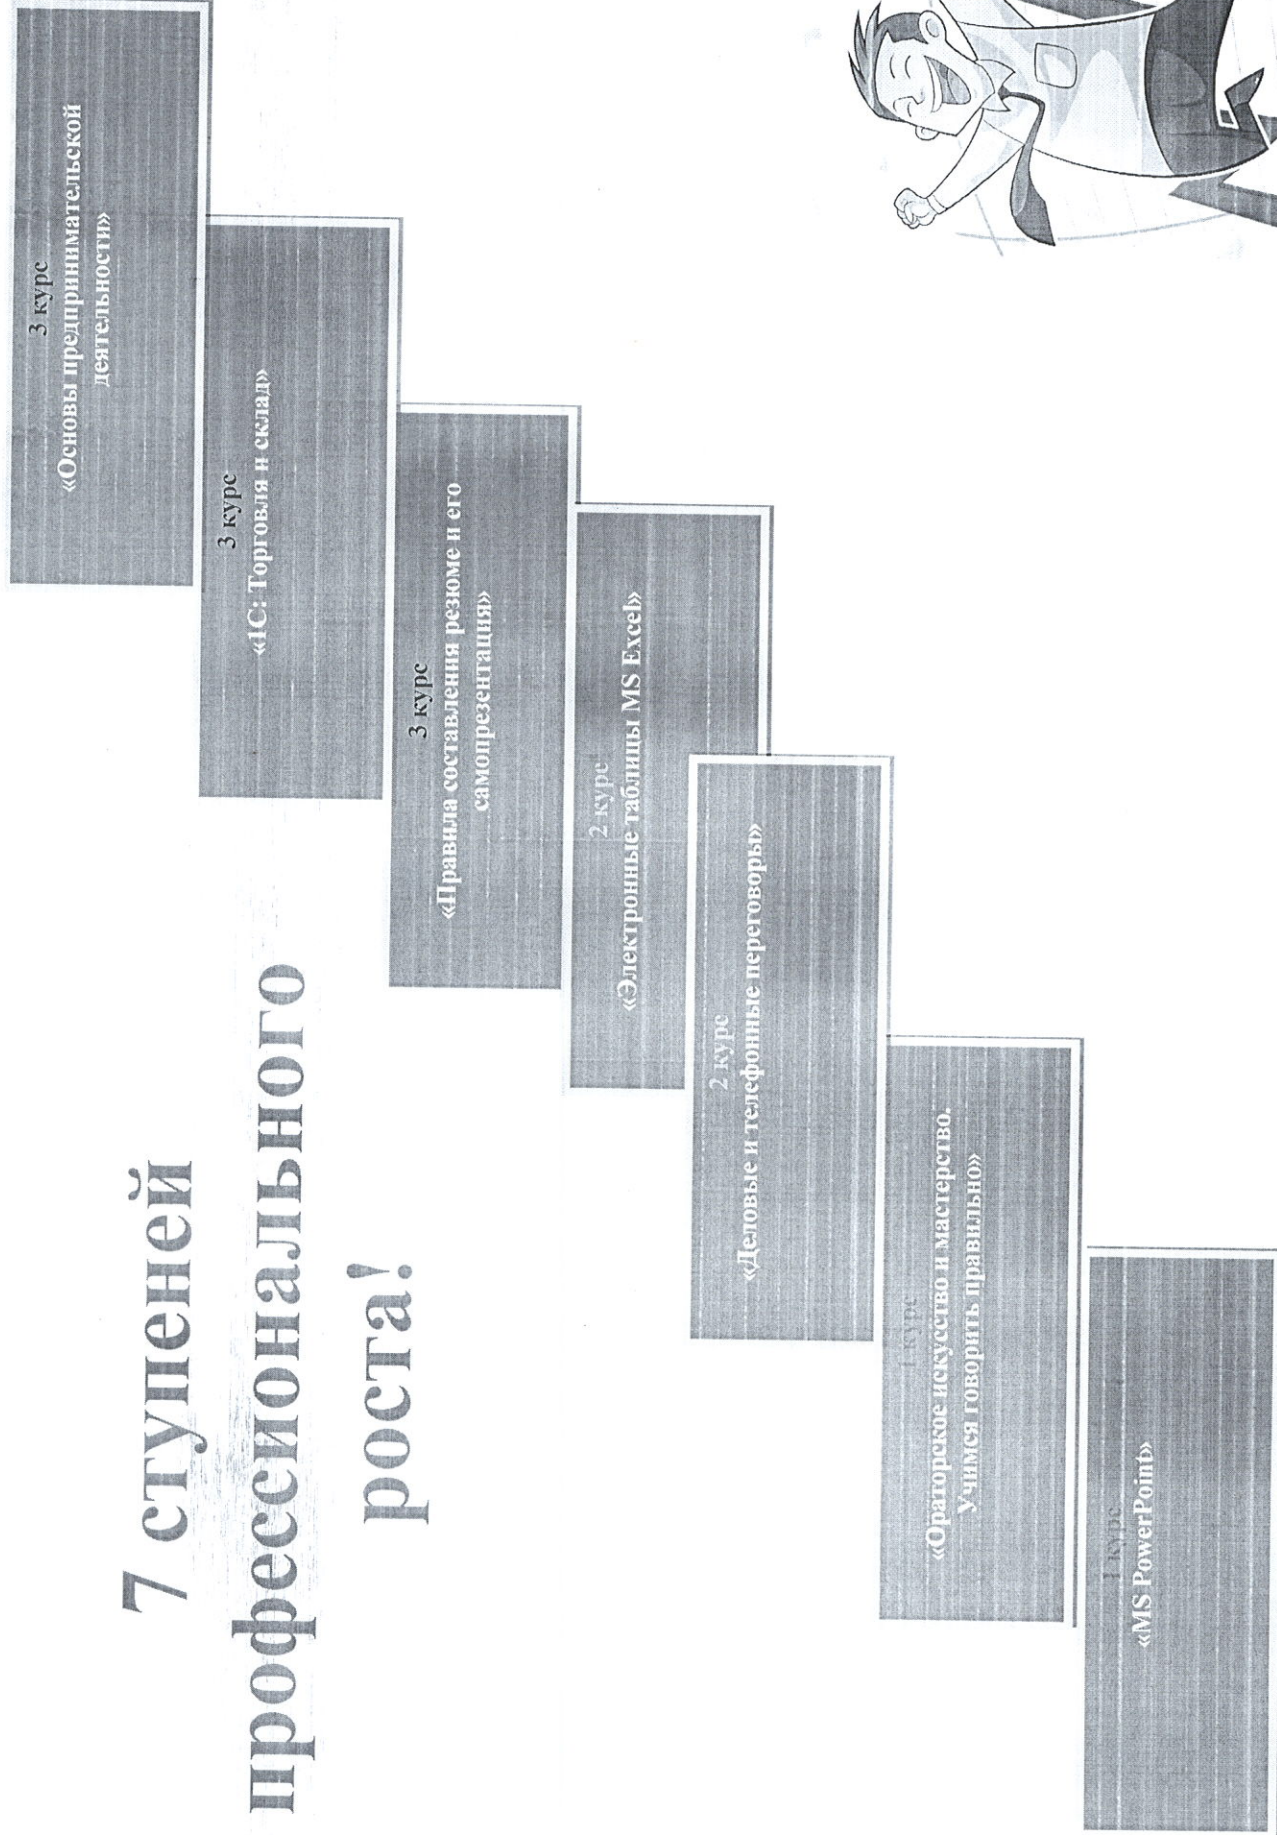 7 ступеней
профессионального
роста!
3 курс
«Основы предпринимательской
деятельности»
3 курс
«1С: Торговля и склад»
3 курс
«Правила составления резюме и его
самопрезентация»
2 курс
«Электронные таблицы MS Excel»
2 курс
«Деловые и телефонные переговоры»
1 курс
«Ораторское искусство и мастерство.
Учимся говорить правильно»
1 курс
«MS PowerPoint»